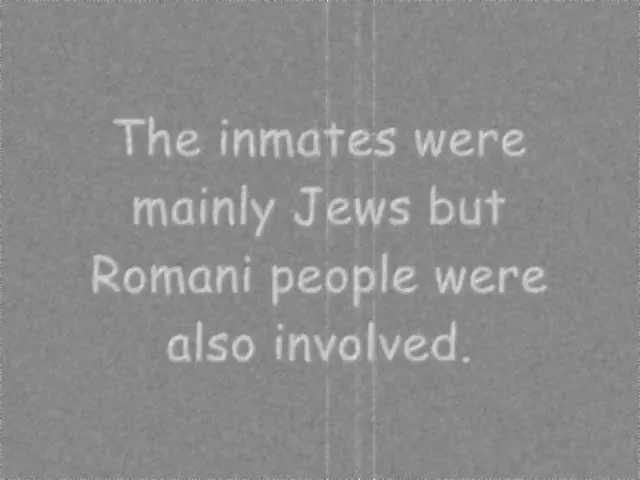 The inmates were
mainly Jews but
Romani people were
also involved.